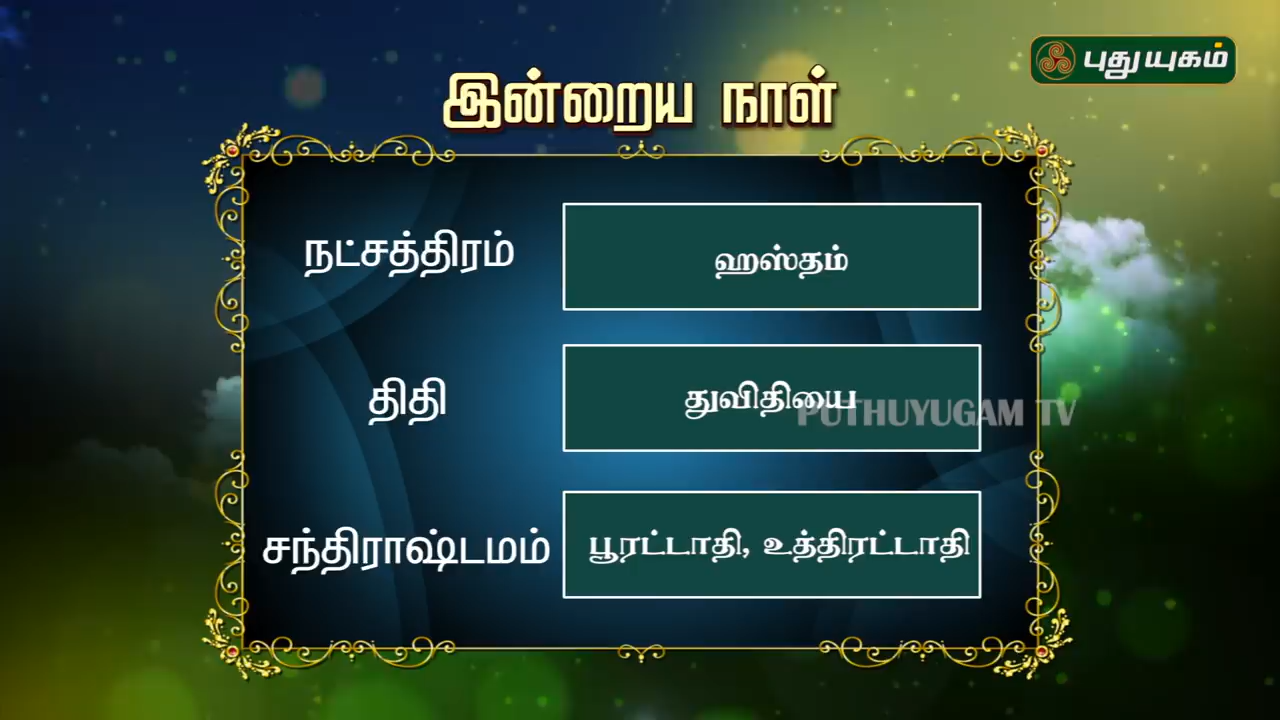 புதுயுகம்
இன்றைய நாள்
நட்சத்திரம்
ஹஸ்தம்
திதி
துவிதியை
PUTHUYUGAM TV
சந்திராஷ்டமம்
பூரட்டாதி, உத்திரட்டாதி